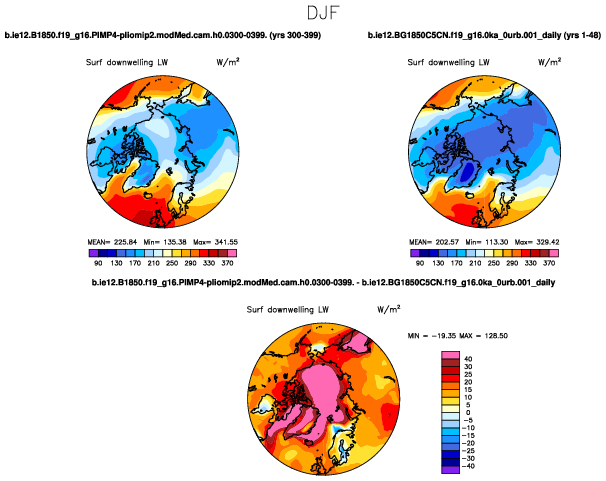 DJF
b.ie12.B1850.f19_g16.PIMP4-pliomip2.modMed.cam.h0.0300-0399. (yrs 300-399)
b.ie12.BG1850C5CN.f19_g16.0ka_0urb.001_daily (yrs 1-48)
Surf downwelling LW W/m²
Surf downwelling LW W/m²
MEAN= 225.84 Min= 135.38 Max= 341.55
MEAN= 202.57 Min= 113.30 Max= 329.42
90 130 170 210 250 290 330 370
90 130 170 210 250 290 330 370
b.ie12.B1850.f19_g16.PIMP4-pliomip2.modMed.cam.h0.0300-0399. - b.ie12.BG1850C5CN.f19_g16.0ka_0urb.001_daily
Surf downwelling LW W/m²
MIN = -19.35 MAX = 128.50
40
30
25
20
15
10
5
0
-5
-10
-15
-20
-25
-30
-40